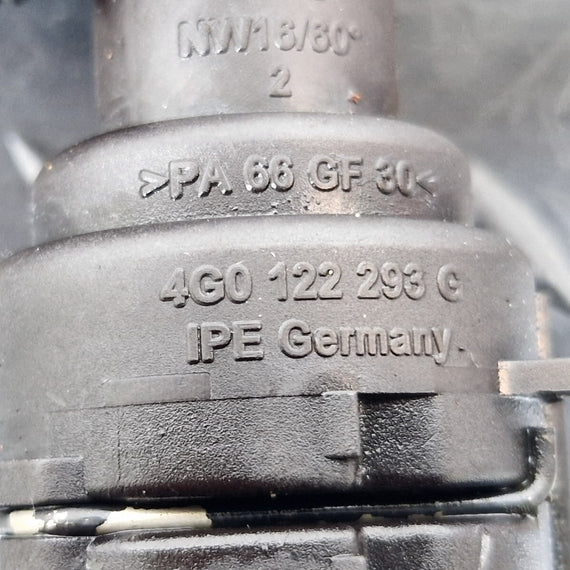 NW16/60°
2
>PA 66 GF 30<
4G0 122 293 G
IPE Germany